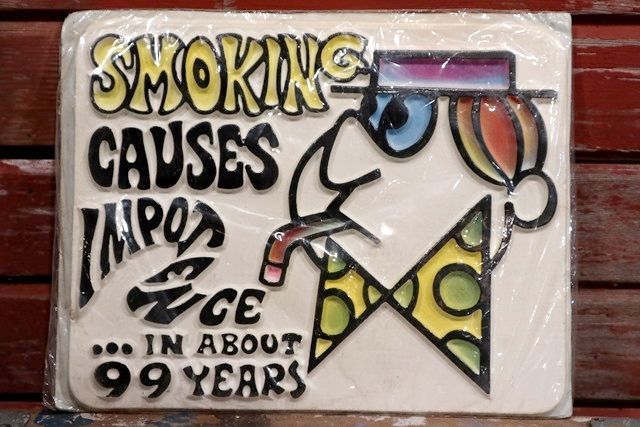 SMOKING
CAUSES
IMPOTENCE
...IN ABOUT
99 YEARS